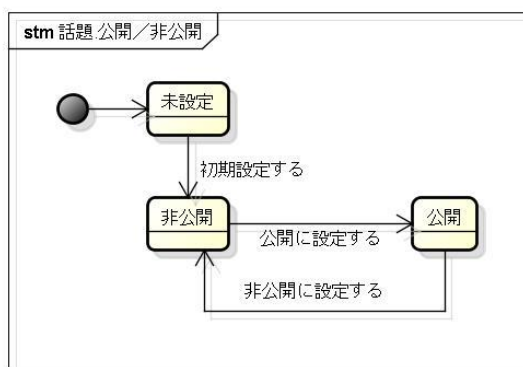 stm 話題.公開／非公開
未設定
初期設定する
非公開
公開
公開に設定する
非公開に設定する